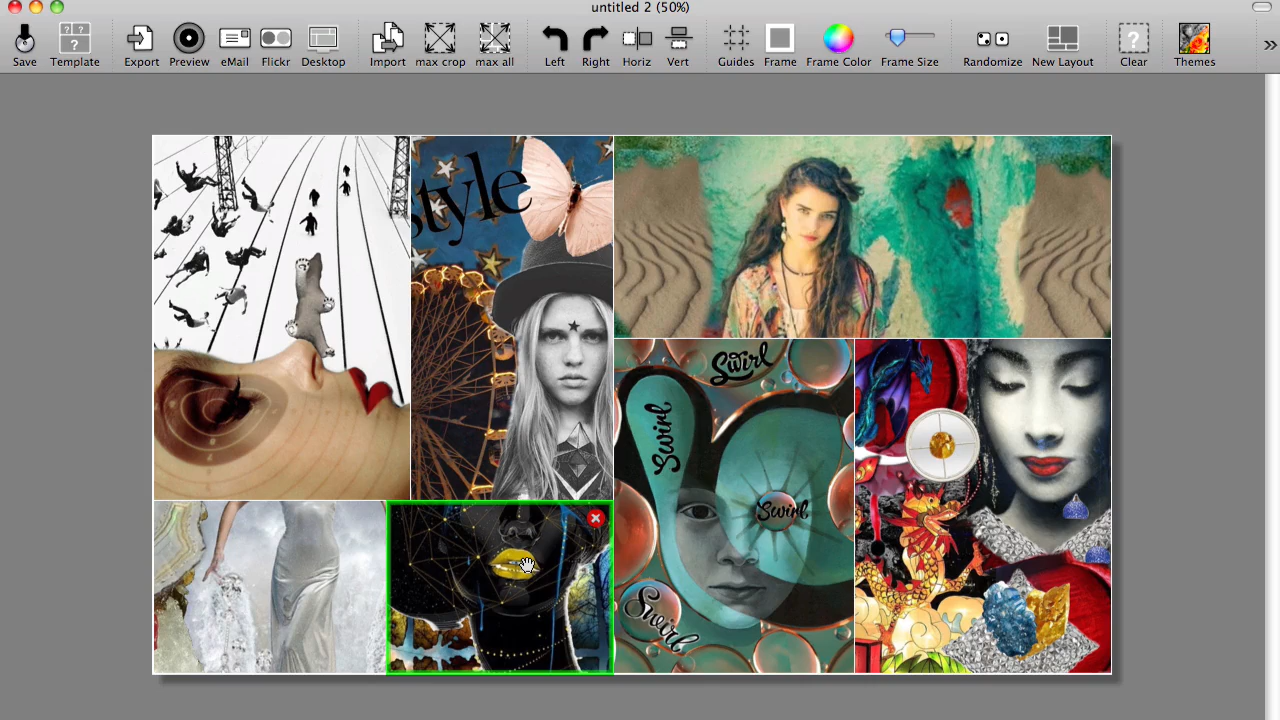 untitled 2 (50%)
Save Template Export Preview eMail Flickr Desktop Import max crop min all Left Right Horiz Vert Guides Frame Frame Color Frame Size Randomize New Layout Clear Themes
? ?
?
?
style
Swirl
Swirl
Swirl
Swirl